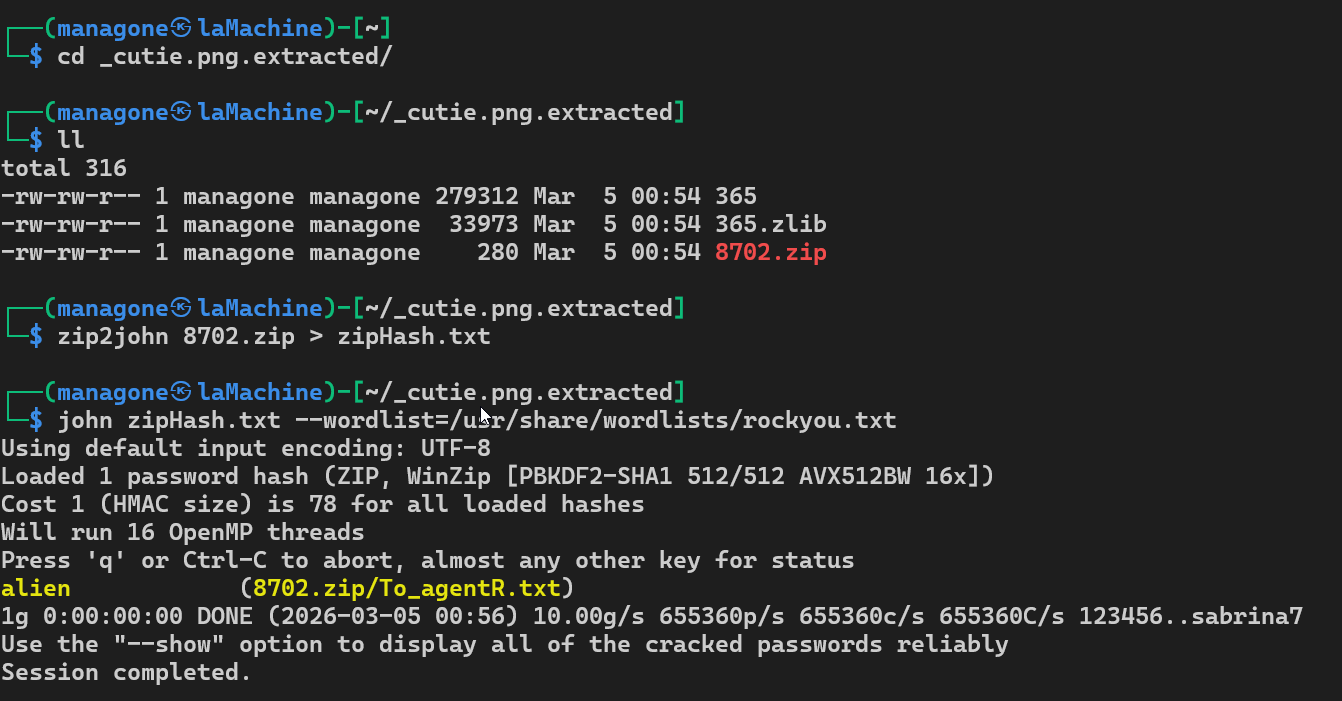 ┌──(managone㉿laMachine)-[~]
└─$ cd _cutie.png.extracted/
┌──(managone㉿laMachine)-[~/_cutie.png.extracted]
└─$ ll
total 316
-rw-rw-r-- 1 managone managone 279312 Mar  5 00:54 365
-rw-rw-r-- 1 managone managone  33973 Mar  5 00:54 365.zlib
-rw-rw-r-- 1 managone managone    280 Mar  5 00:54 8702.zip
┌──(managone㉿laMachine)-[~/_cutie.png.extracted]
└─$ zip2john 8702.zip > zipHash.txt
┌──(managone㉿laMachine)-[~/_cutie.png.extracted]
└─$ john zipHash.txt --wordlist=/usr/share/wordlists/rockyou.txt
Using default input encoding: UTF-8
Loaded 1 password hash (ZIP, WinZip [PBKDF2-SHA1 512/512 AVX512BW 16x])
Cost 1 (HMAC size) is 78 for all loaded hashes
Will run 16 OpenMP threads
Press 'q' or Ctrl-C to abort, almost any other key for status
alien            (8702.zip/To_agentR.txt)
1g 0:00:00:00 DONE (2026-03-05 00:56) 10.00g/s 655360p/s 655360c/s 655360C/s 123456..sabrina7
Use the "--show" option to display all of the cracked passwords reliably
Session completed.